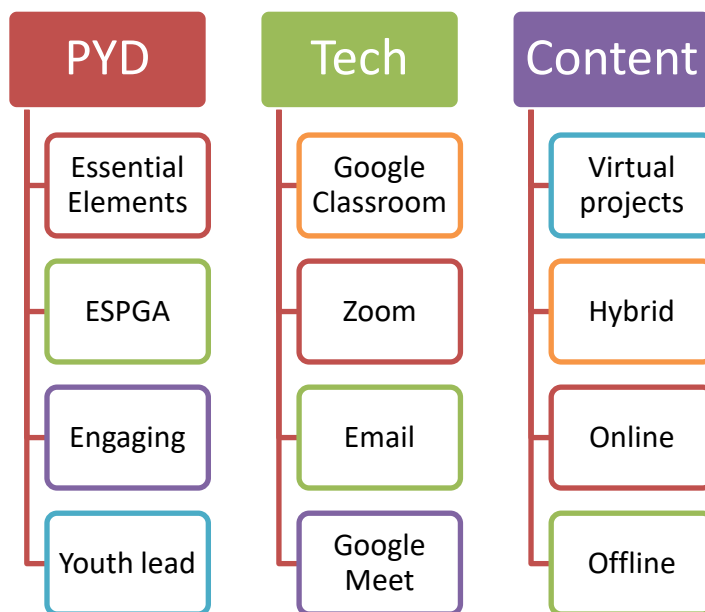 PYD
Essential
Elements
ESPGA
Engaging
Youth lead
Tech
Google
Classroom
Zoom
Email
Google
Meet
Content
Virtual
projects
Hybrid
Online
Offline